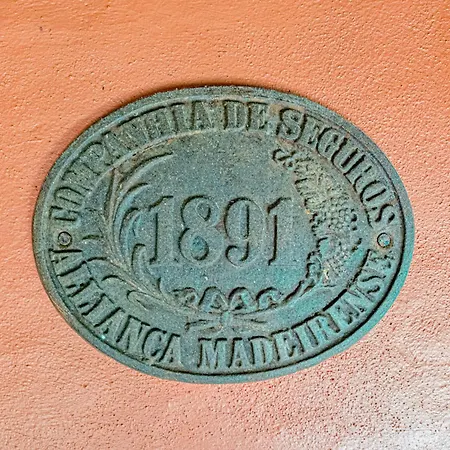 COMPANHIA DE SEGUROS
1891
ALLIANÇA MADEIRENSE